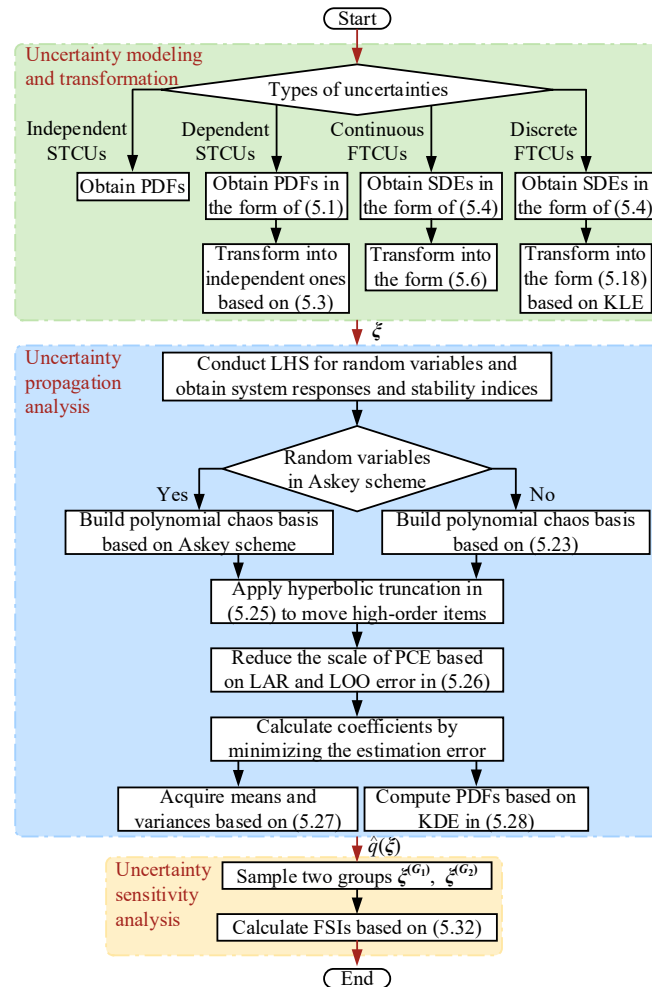 Start
Uncertainty modeling
and transformation
Types of uncertainties
Independent
STCUs
Dependent
STCUs
Continuous
FTCUs
Discrete
FTCUs
Obtain PDFs
Obtain PDFs in
the form of (5.1)
Obtain SDEs in
the form of (5.4)
Obtain SDEs in
the form of (5.4)
Transform into
independent ones
based on (5.3)
Transform into
the form (5.6)
Transform into
the form (5.18)
based on KLE
ξ
Uncertainty
propagation
analysis
Conduct LHS for random variables and
obtain system responses and stability indices
Random variables
in Askey scheme
Yes
No
Build polynomial chaos basis
based on Askey scheme
Build polynomial chaos basis
based on (5.23)
Apply hyperbolic truncation in
(5.25) to move high-order items
Reduce the scale of PCE based
on LAR and LOO error in (5.26)
Calculate coefficients by
minimizing the estimation error
Acquire means and
variances based on (5.27)
Compute PDFs based on
KDE in (5.28)
q̂(ξ)
Uncertainty
sensitivity
analysis
Sample two groups ξ^(G₁), ξ^(G₂)
Calculate FSIs based on (5.32)
End